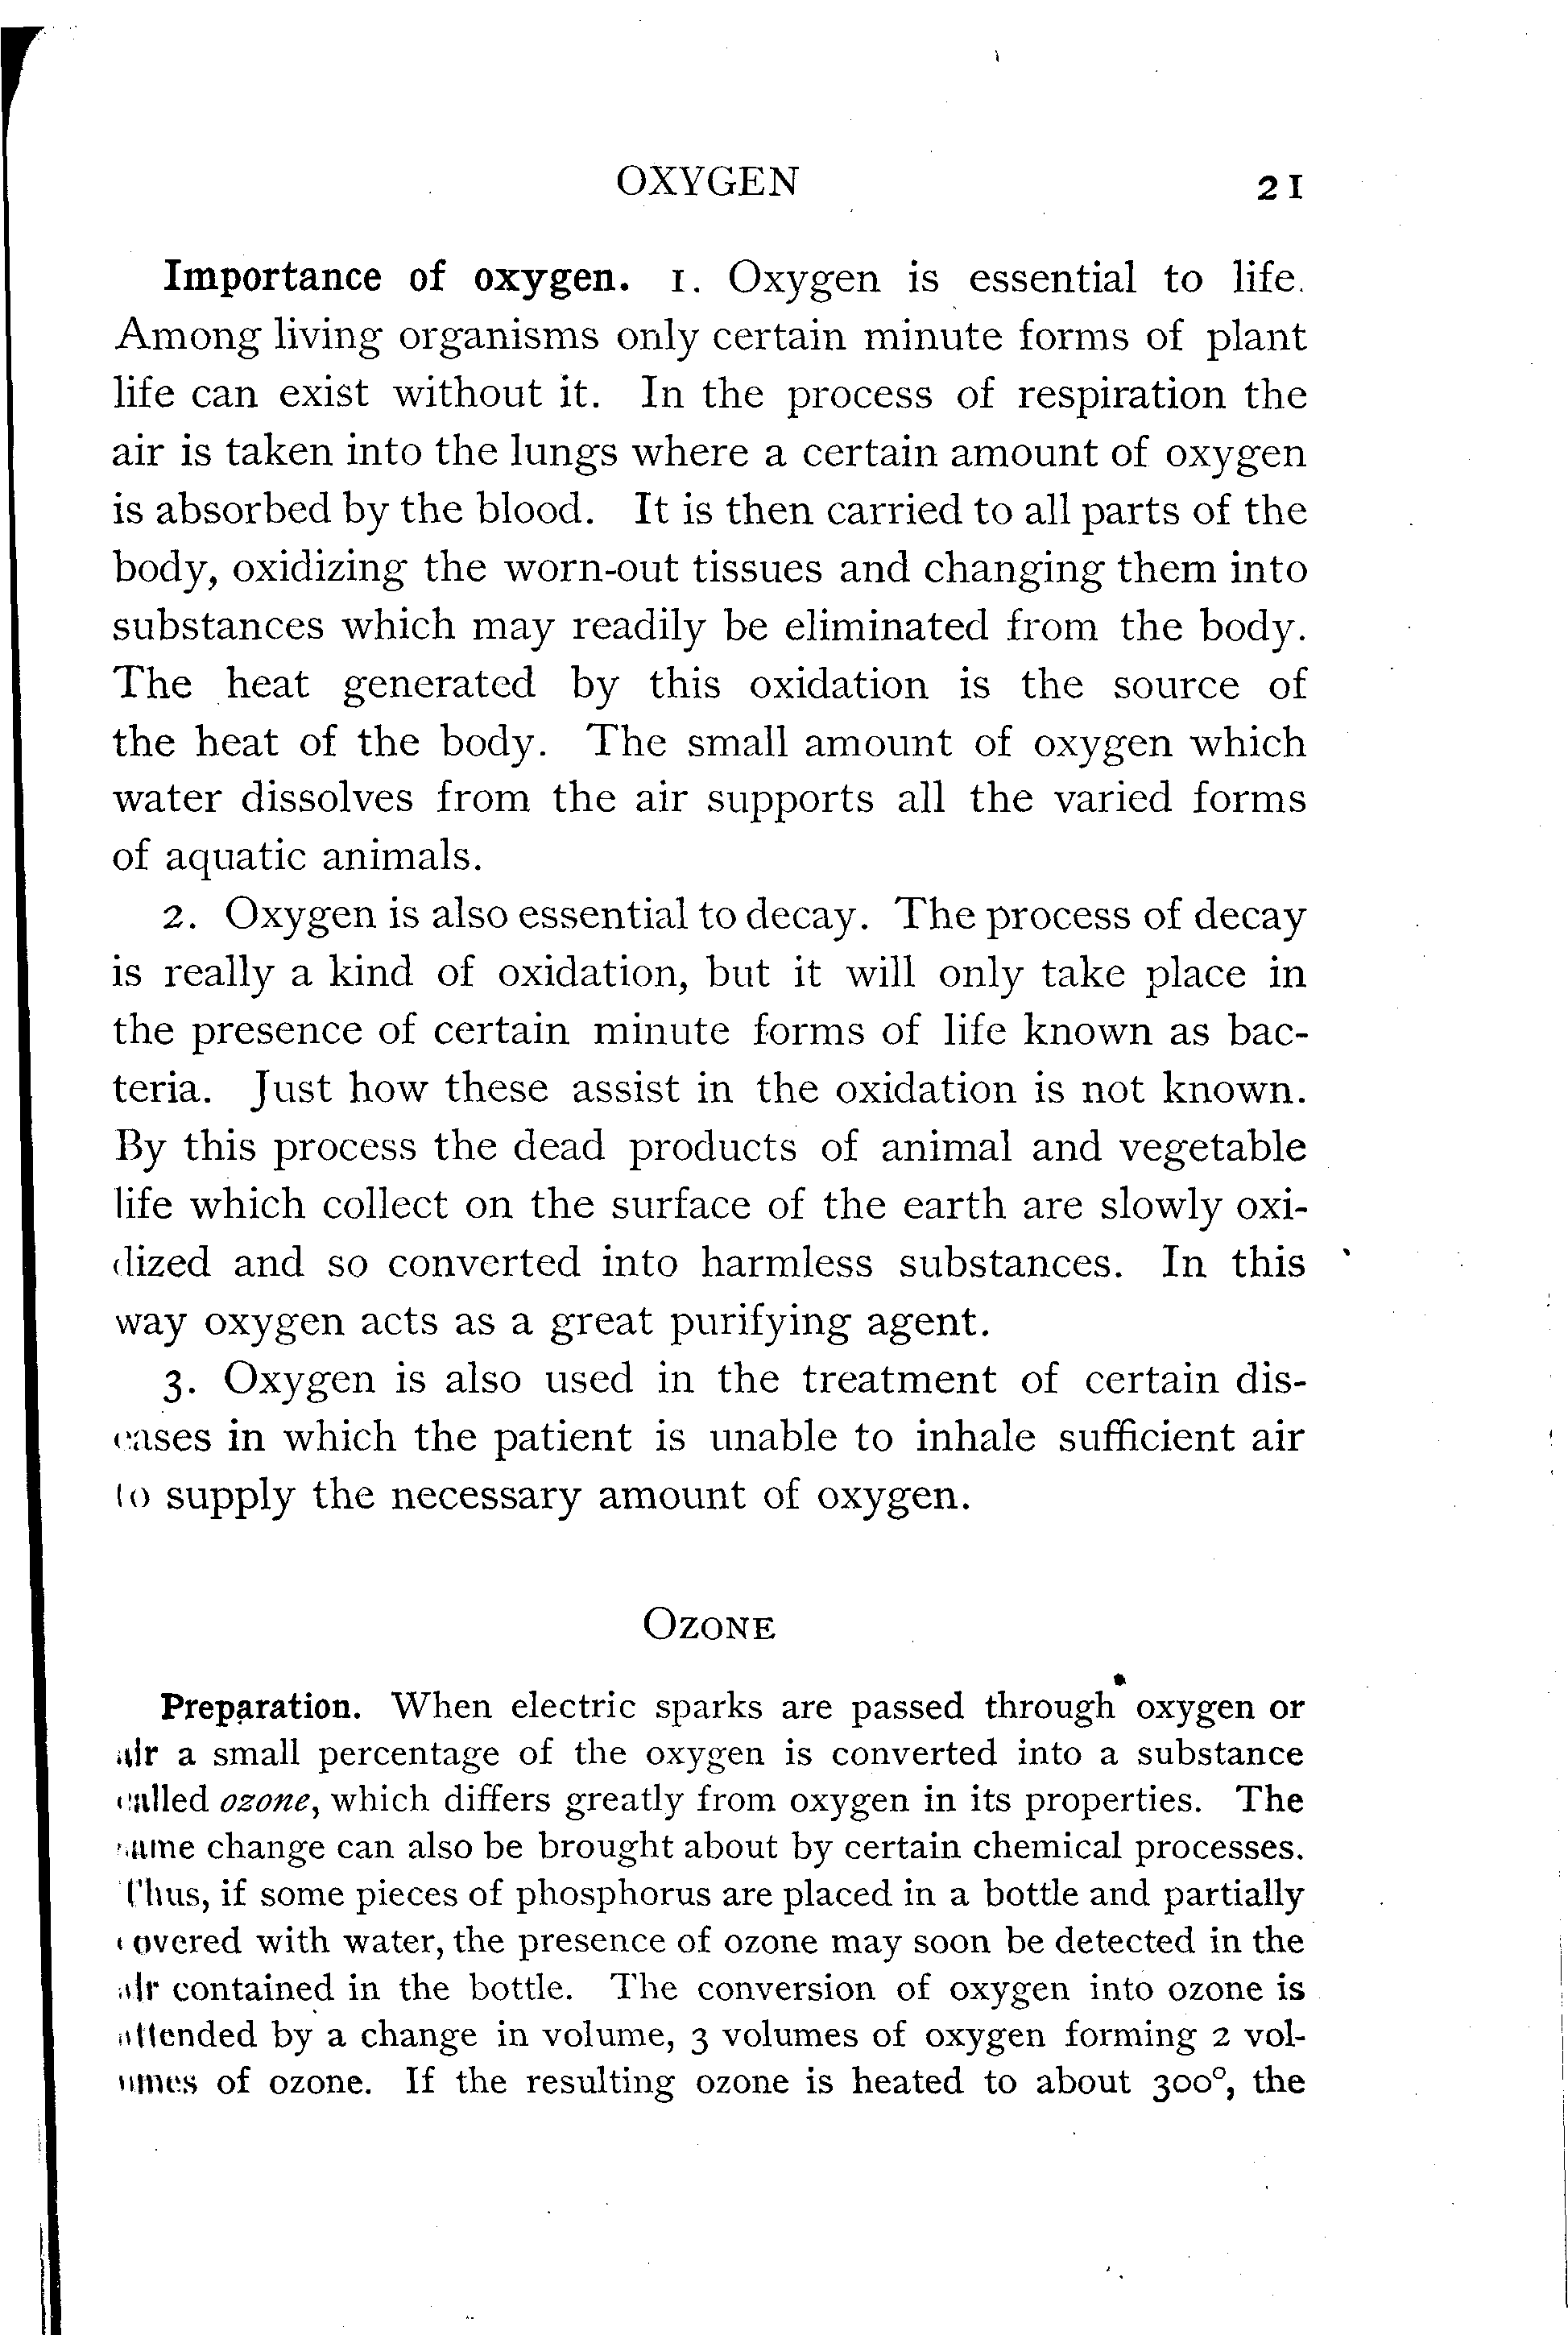 OXYGEN 21
Importance of oxygen. 1. Oxygen is essential to life.
Among living organisms only certain minute forms of plant
life can exist without it. In the process of respiration the
air is taken into the lungs where a certain amount of oxygen
is absorbed by the blood. It is then carried to all parts of the
body, oxidizing the worn-out tissues and changing them into
substances which may readily be eliminated from the body.
The heat generated by this oxidation is the source of
the heat of the body. The small amount of oxygen which
water dissolves from the air supports all the varied forms
of aquatic animals.
2. Oxygen is also essential to decay. The process of decay
is really a kind of oxidation, but it will only take place in
the presence of certain minute forms of life known as bac-
teria. Just how these assist in the oxidation is not known.
By this process the dead products of animal and vegetable
life which collect on the surface of the earth are slowly oxi-
dized and so converted into harmless substances. In this
way oxygen acts as a great purifying agent.
3. Oxygen is also used in the treatment of certain dis-
eases in which the patient is unable to inhale sufficient air
to supply the necessary amount of oxygen.
OZONE
Preparation. When electric sparks are passed through oxygen or
air a small percentage of the oxygen is converted into a substance
called ozone, which differs greatly from oxygen in its properties. The
same change can also be brought about by certain chemical processes.
Thus, if some pieces of phosphorus are placed in a bottle and partially
covered with water, the presence of ozone may soon be detected in the
air contained in the bottle. The conversion of oxygen into ozone is
attended by a change in volume, 3 volumes of oxygen forming 2 vol-
umes of ozone. If the resulting ozone is heated to about 300°, the